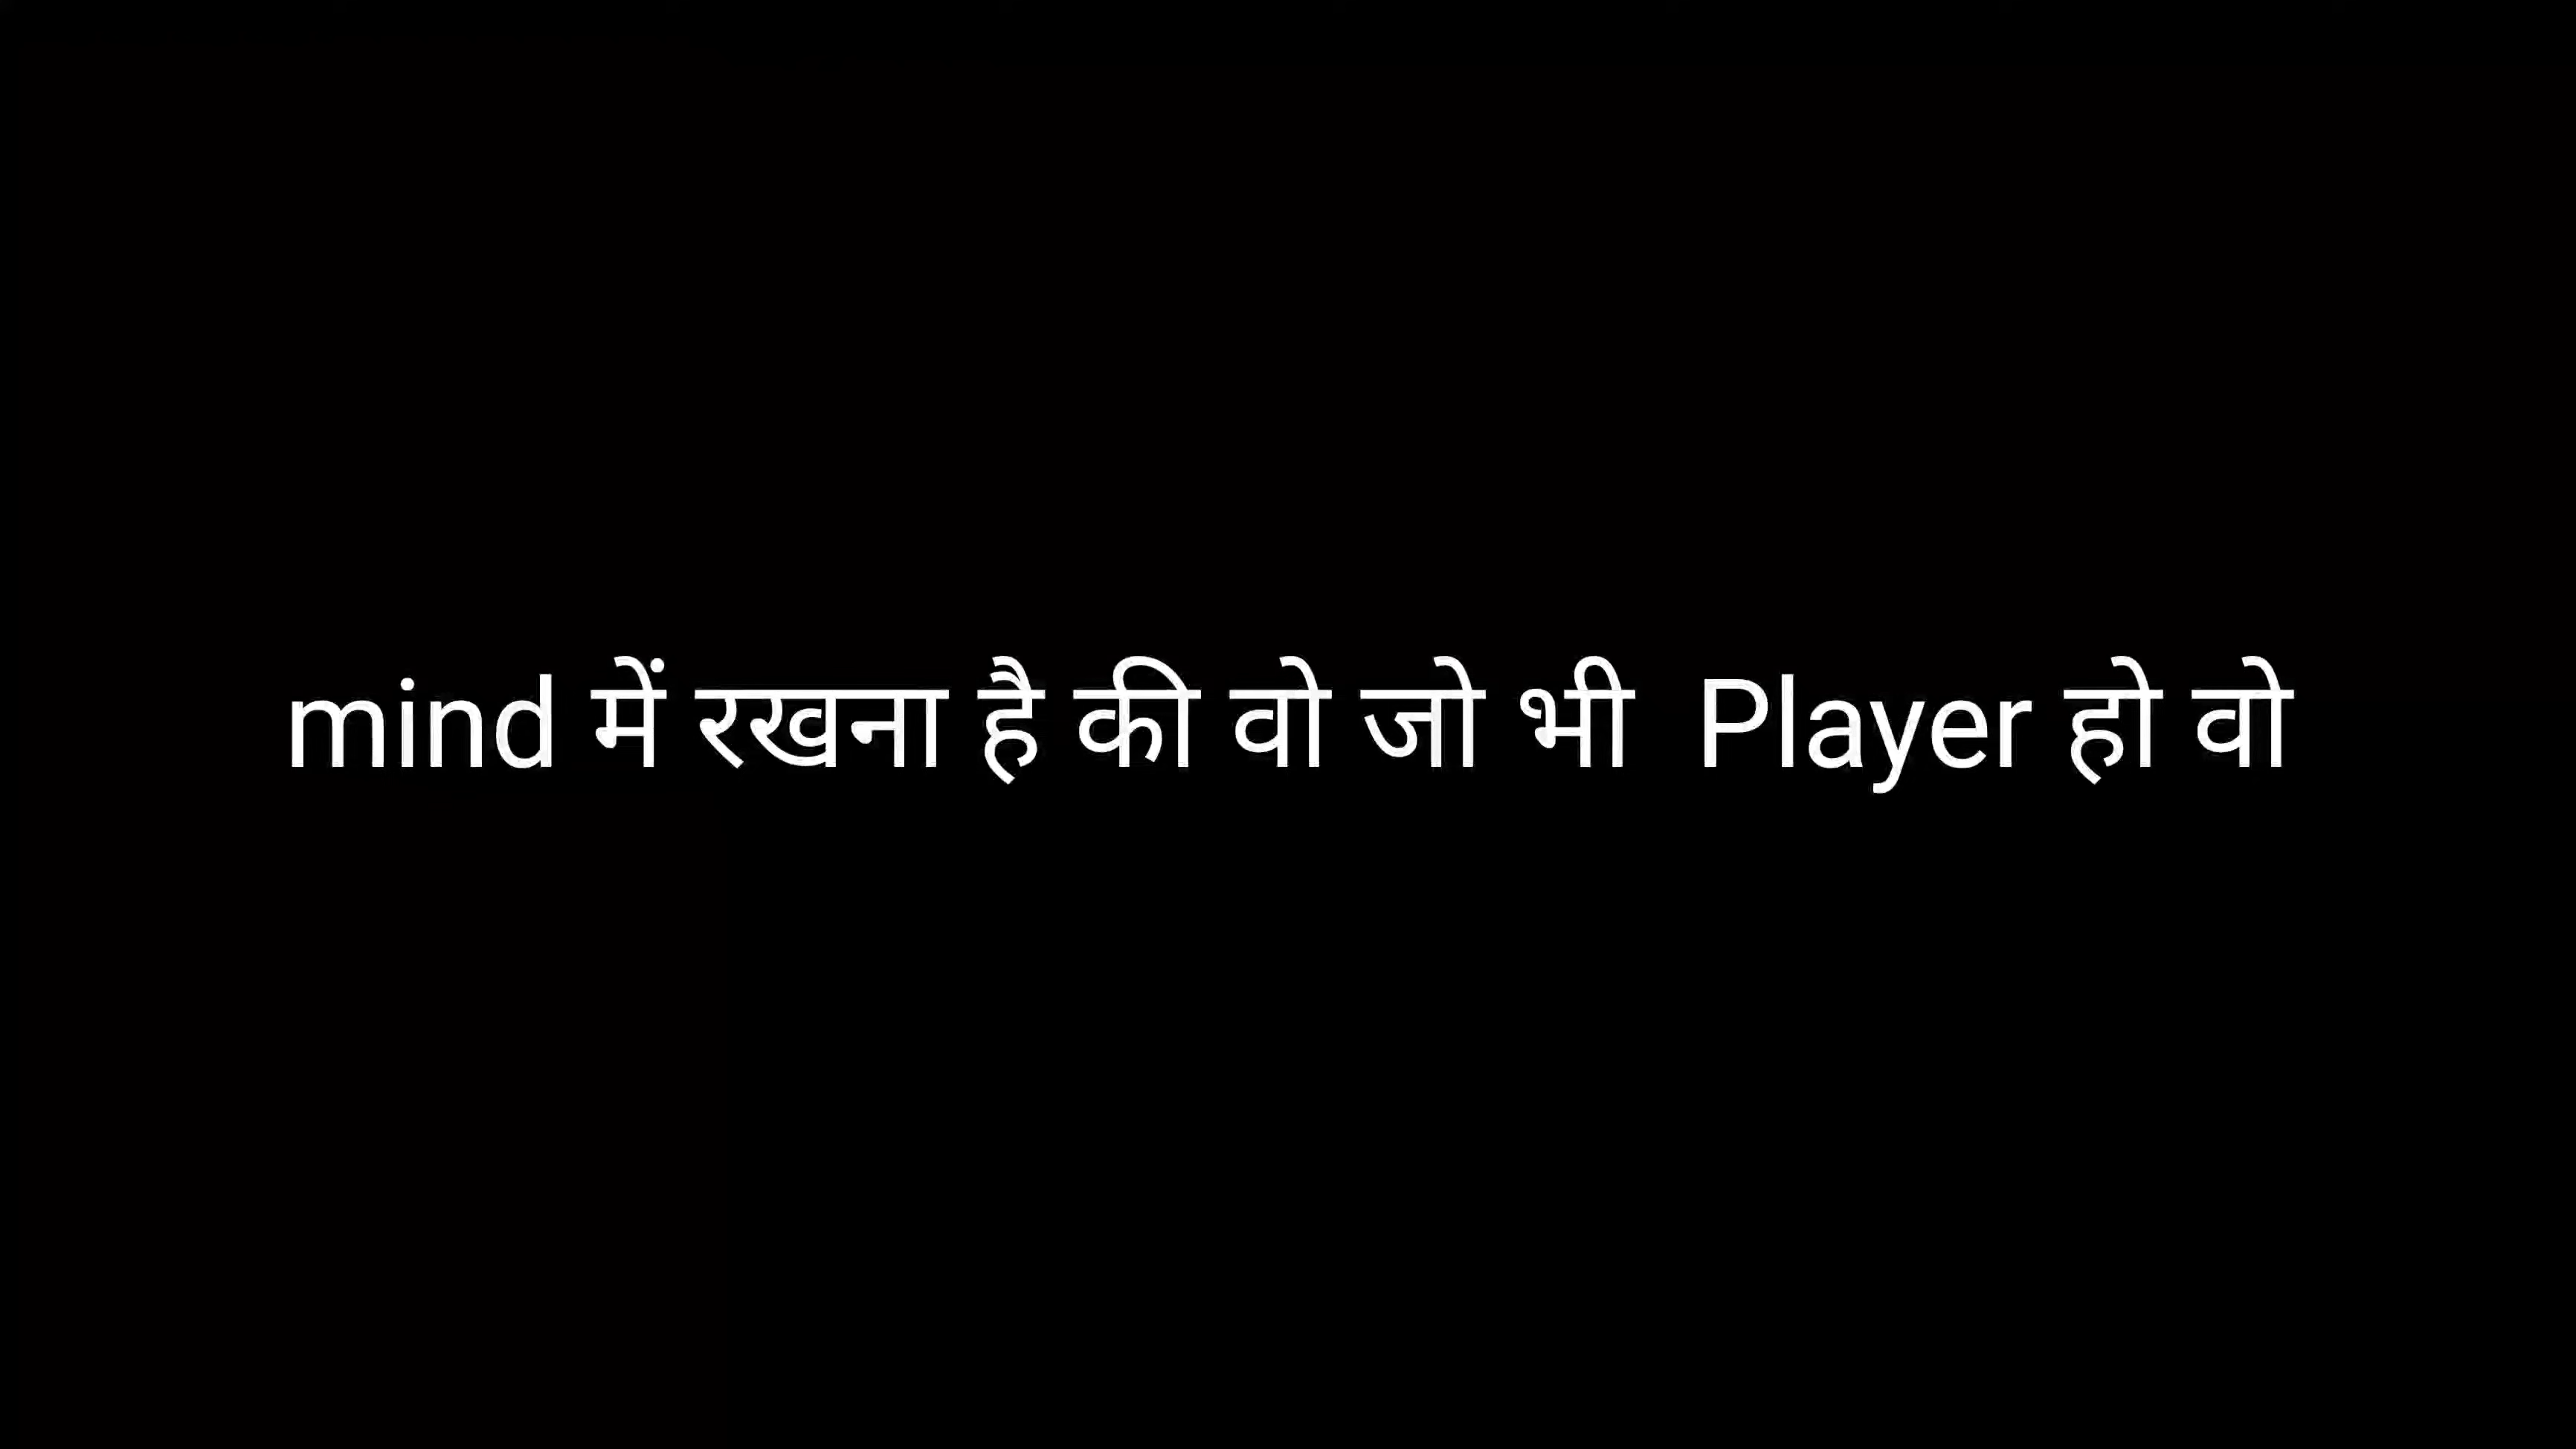 mind में रखना है की वो जो भी  Player हो वो